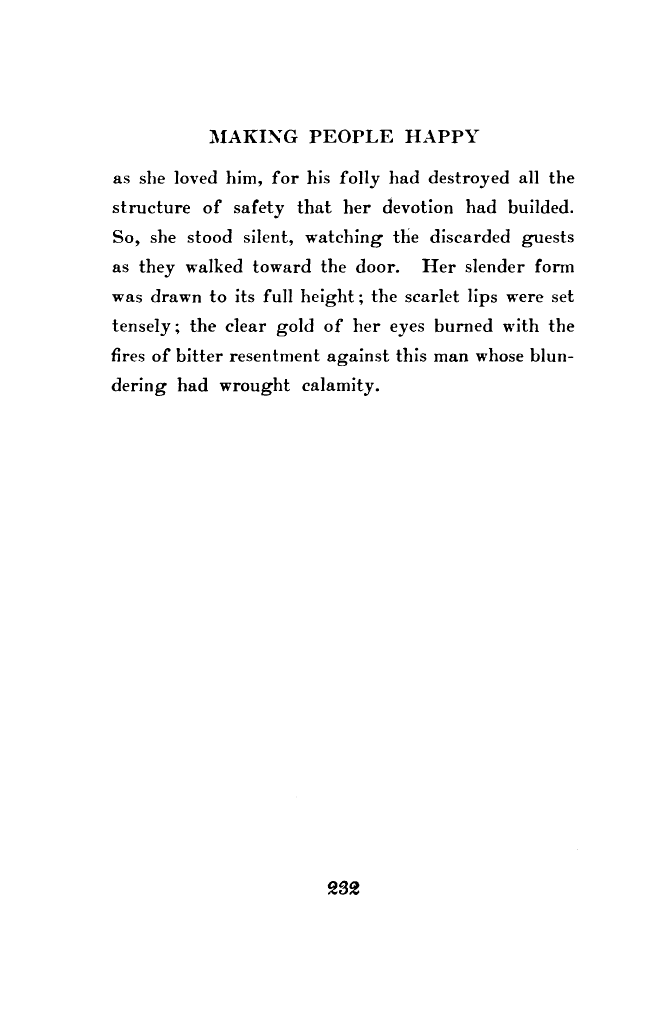 MAKING PEOPLE HAPPY
as she loved him, for his folly had destroyed all the
structure of safety that her devotion had builded.
So, she stood silent, watching the discarded guests
as they walked toward the door. Her slender form
was drawn to its full height; the scarlet lips were set
tensely; the clear gold of her eyes burned with the
fires of bitter resentment against this man whose blun-
dering had wrought calamity.
232